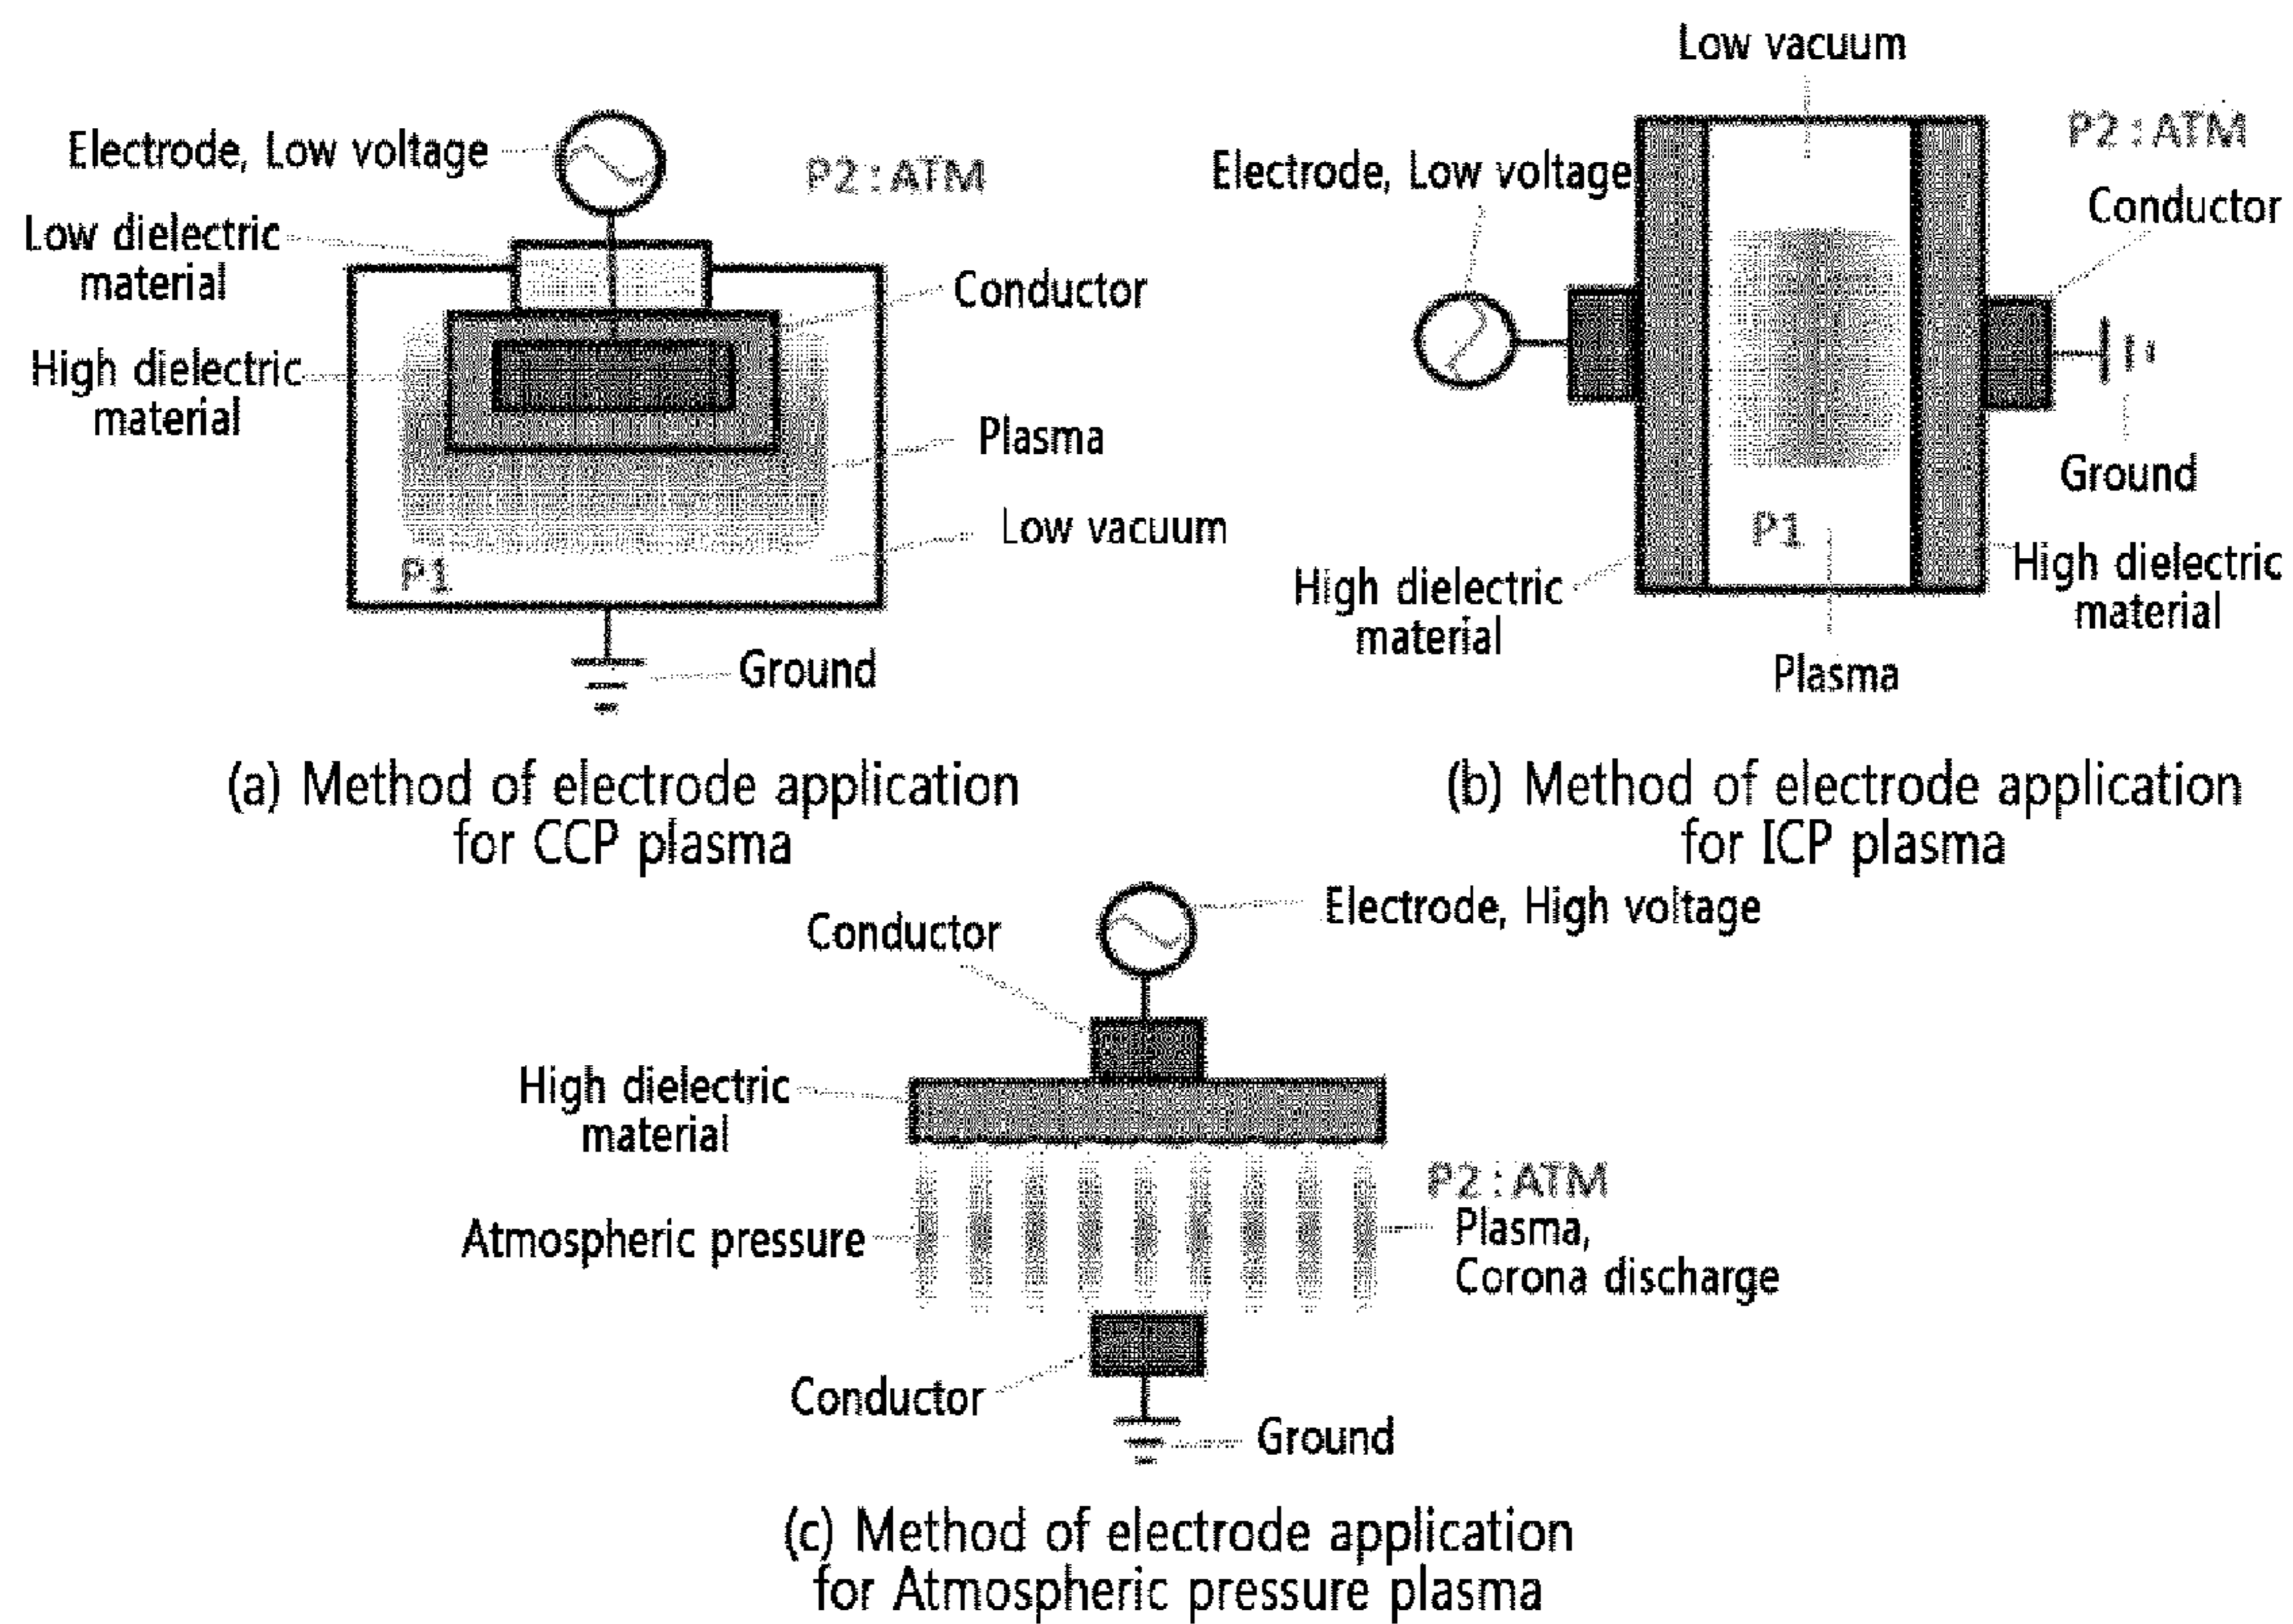 Electrode, Low voltage
P2 : ATM
Low dielectric
material
Conductor
High dielectric
material
Plasma
Low vacuum
P1
Ground
(a) Method of electrode application
for CCP plasma
Low vacuum
P2 : ATM
Electrode, Low voltage
Conductor
Ground
P1
High dielectric
material
High dielectric
material
Plasma
(b) Method of electrode application
for ICP plasma
Electrode, High voltage
Conductor
High dielectric
material
P2 : ATM
Atmospheric pressure
Plasma,
Corona discharge
Conductor
Ground
(c) Method of electrode application
for Atmospheric pressure plasma